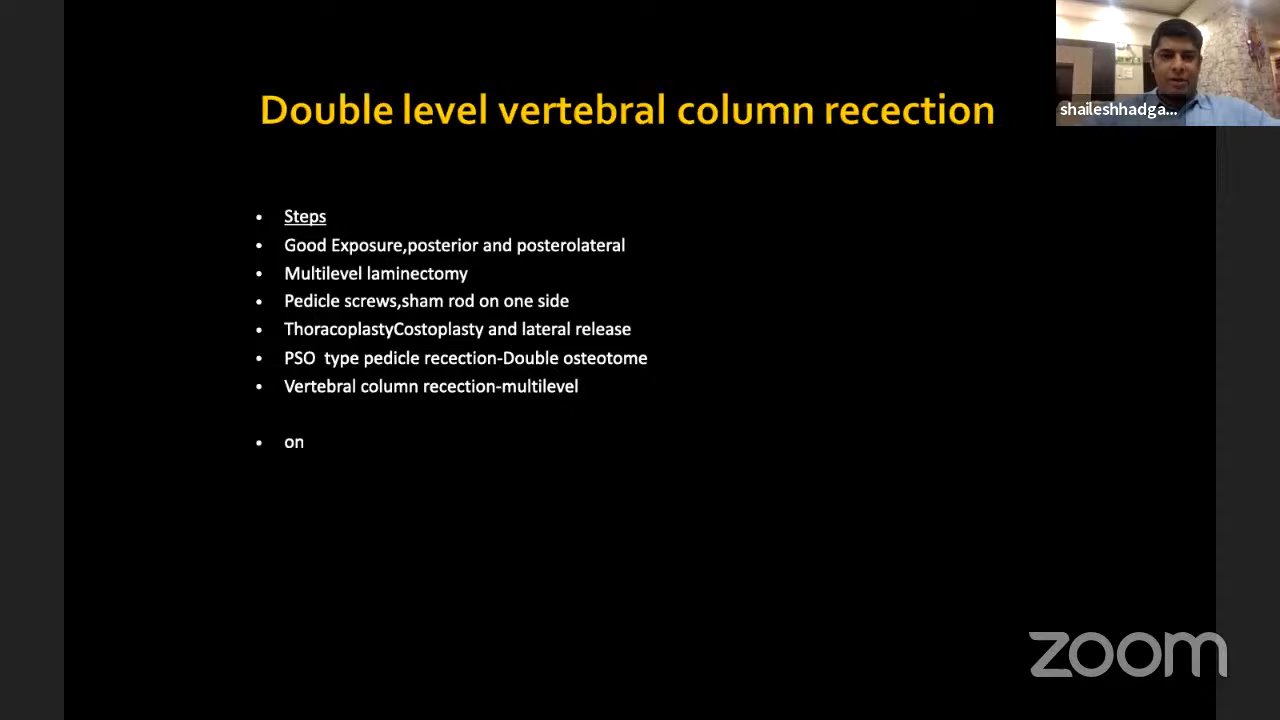 Double level vertebral column recection
shaileshhadga...
• Steps
• Good Exposure,posterior and posterolateral
• Multilevel laminectomy
• Pedicle screws,sham rod on one side
• ThoracoplastyCostoplasty and lateral release
• PSO type pedicle recection-Double osteotome
• Vertebral column recection-multilevel
• on
zoom